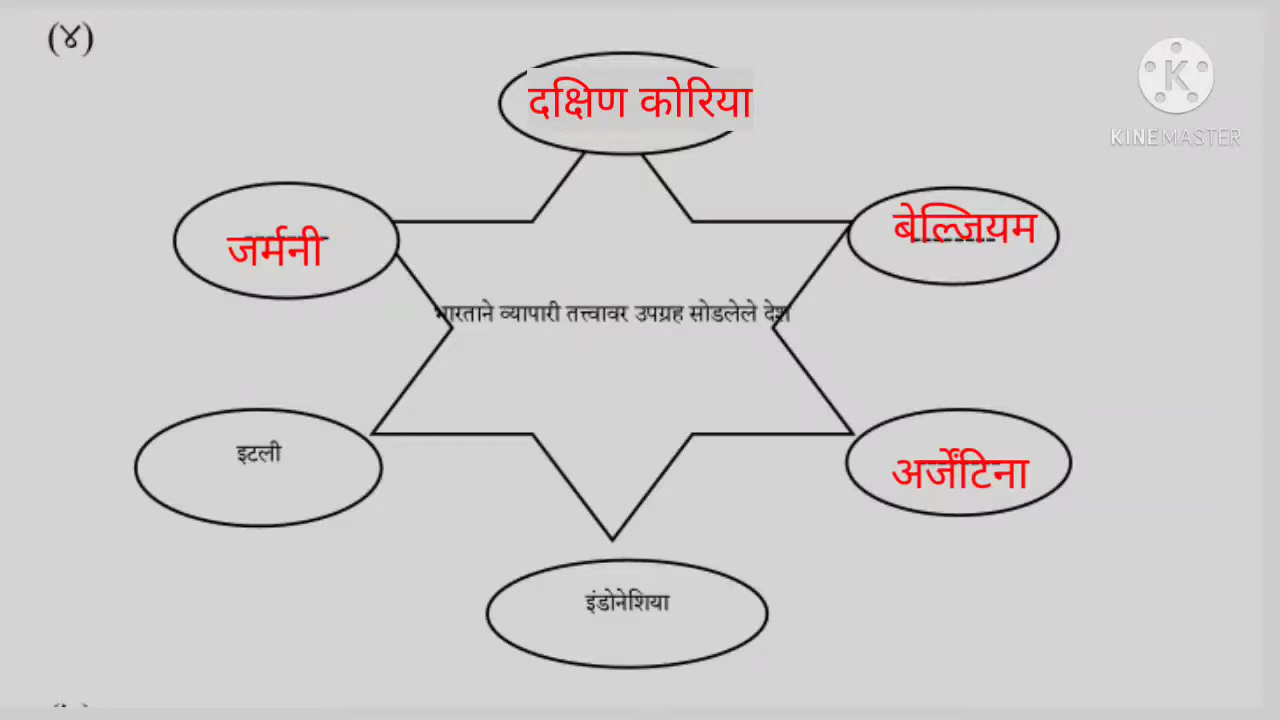 (४)
दक्षिण कोरिया
KINEMASTER
जर्मनी
बेल्जियम
भारताने व्यापारी तत्त्वावर उपग्रह सोडलेले देश
इटली
अर्जेंटिना
इंडोनेशिया